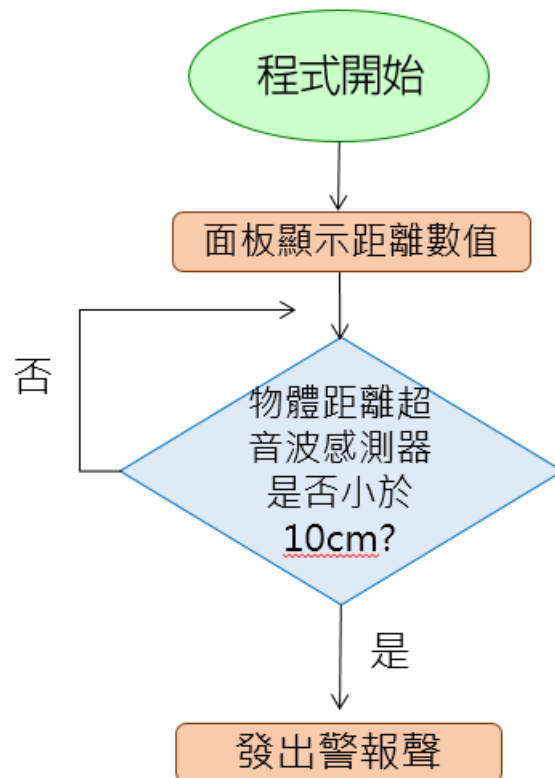 程式開始
面板顯示距離數值
否
物體距離超
音波感測器
是否小於
10cm?
是
發出警報聲